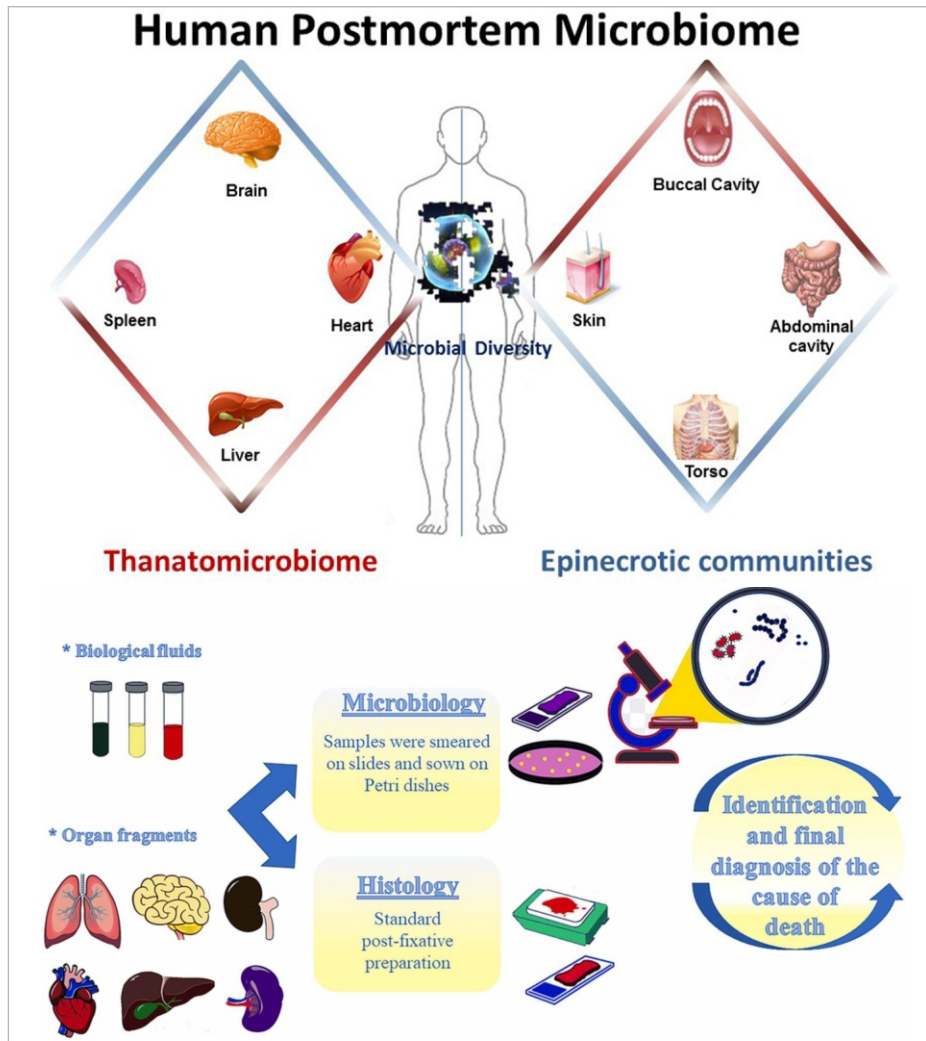 Human Postmortem Microbiome
Brain
Spleen
Heart
Liver
Microbial Diversity
Buccal Cavity
Skin
Abdominal
cavity
Torso
Thanatomicrobiome
Epinecrotic communities
* Biological fluids
* Organ fragments
Microbiology
Samples were smeared
on slides and sown on
Petri dishes
Histology
Standard
post-fixative
preparation
Identification
and final
diagnosis of the
cause of
death